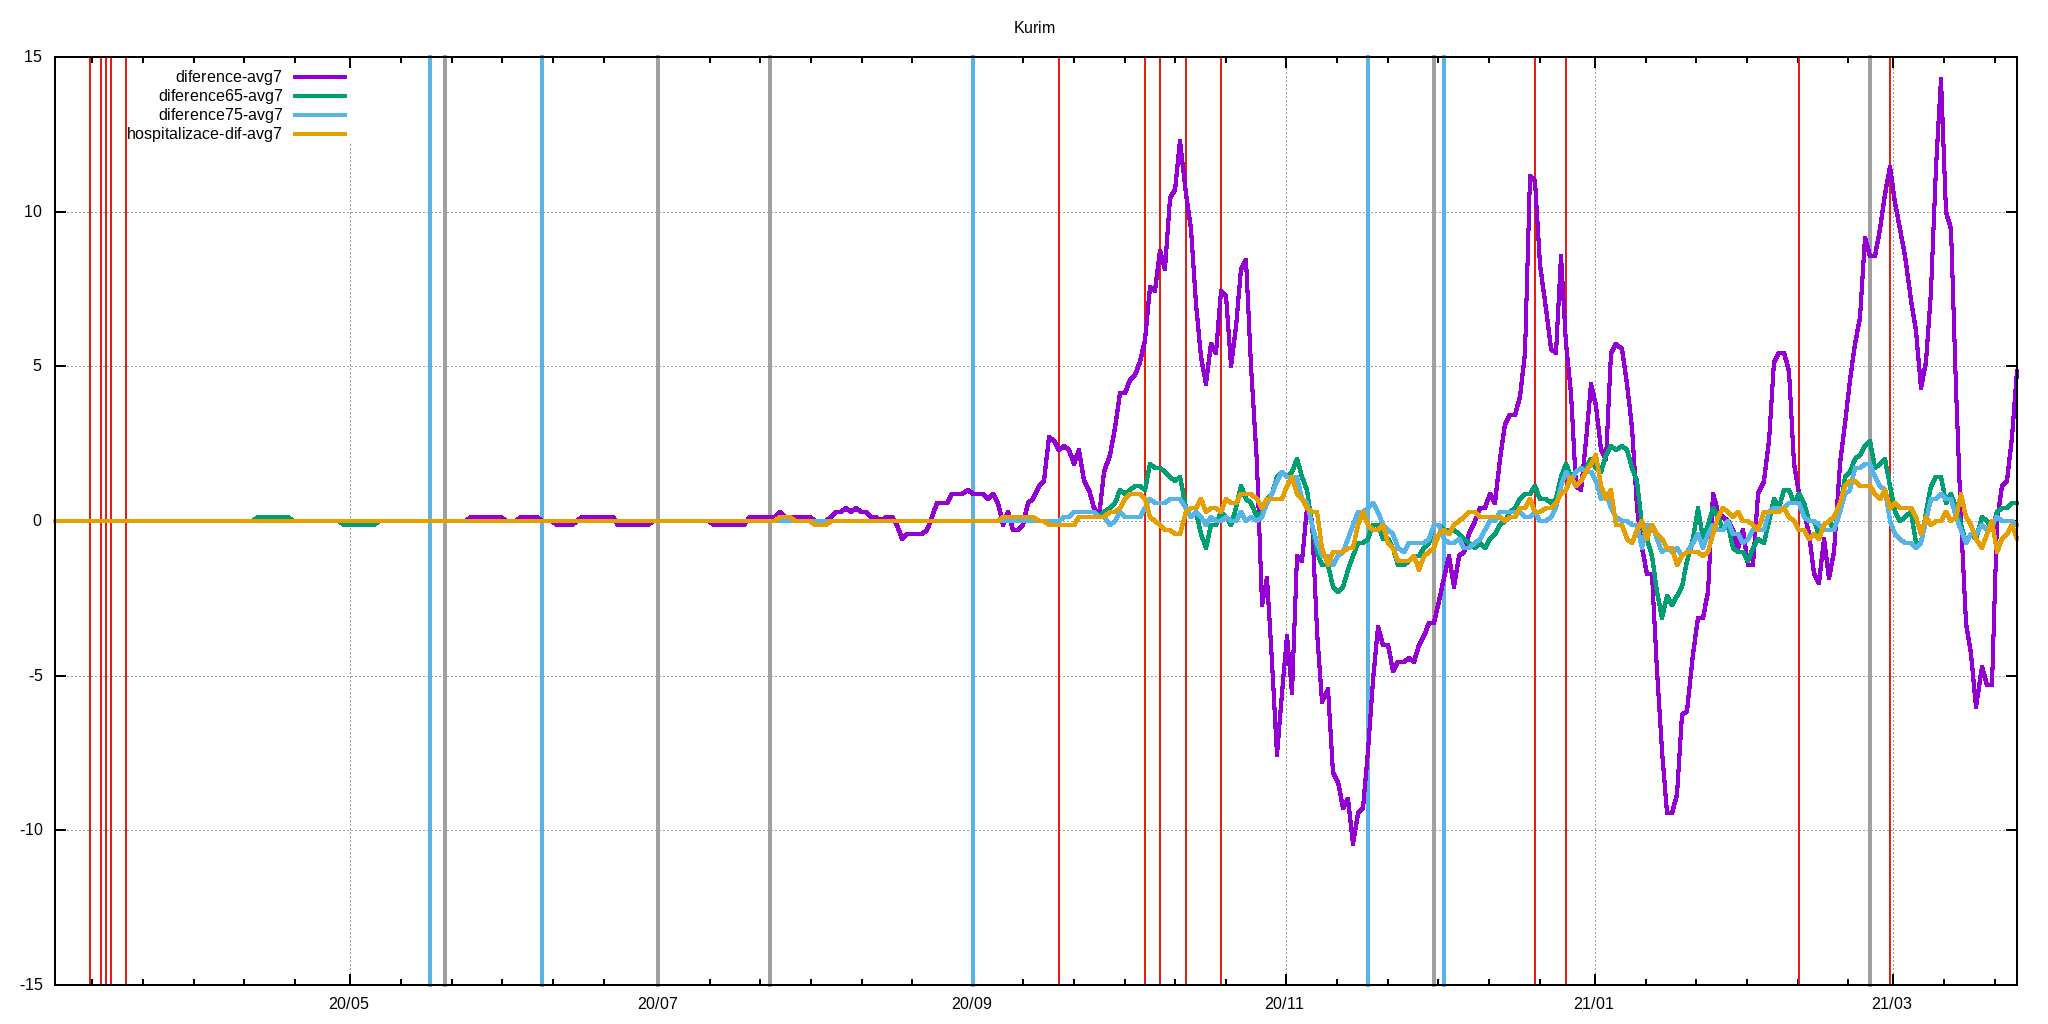 Kurim
15
diference-avg7
diference65-avg7
diference75-avg7
hospitalizace-dif-avg7
10
5
0
-5
-10
-15
20/05 20/07 20/09 20/11 21/01 21/03